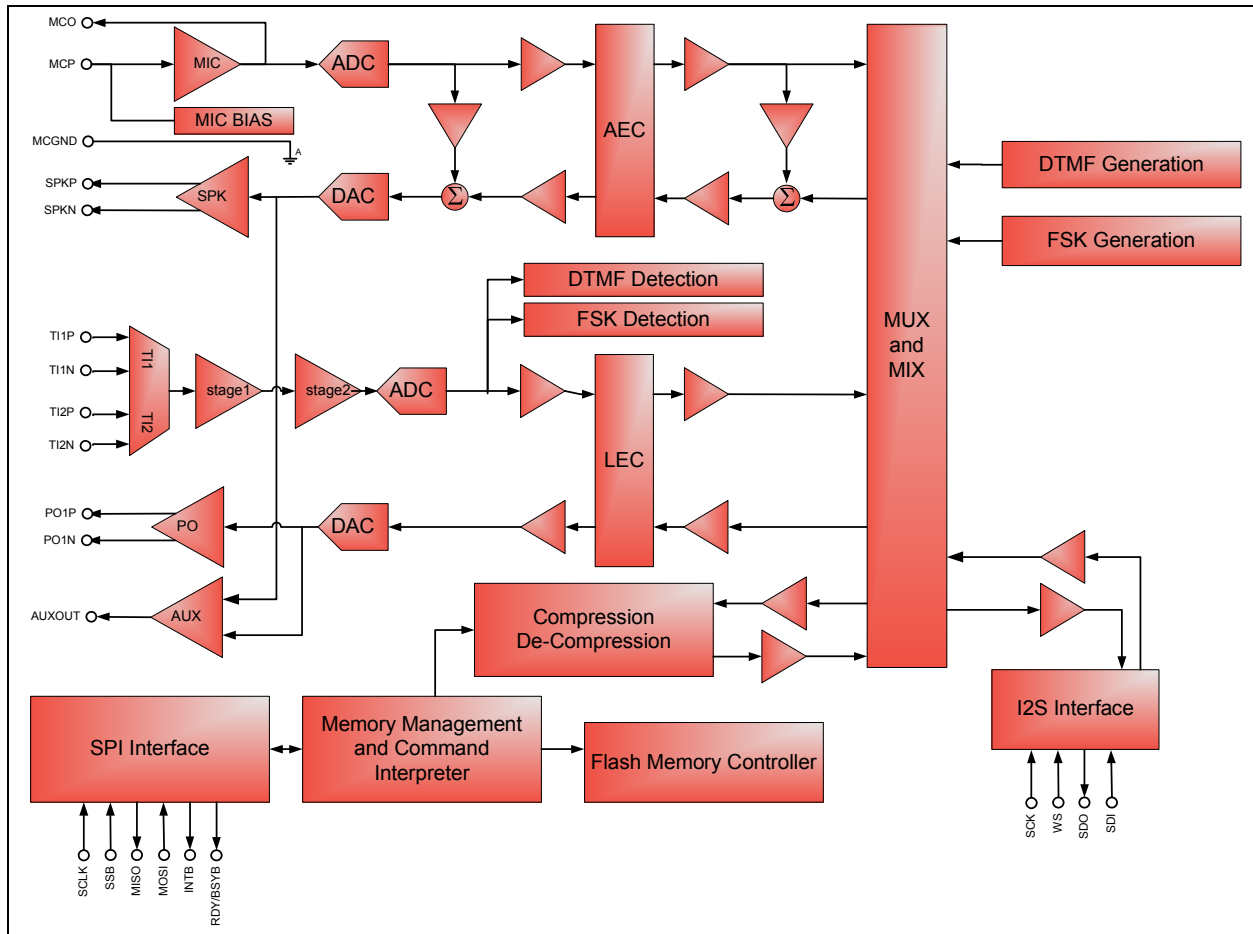 MCO
MCP
MIC
ADC
MIC BIAS
AEC
MCGND
A
DTMF Generation
SPKP
SPK
DAC
Σ
Σ
SPKN
FSK Generation
DTMF Detection
FSK Detection
MUX
and
MIX
TI1P
TI1
TI1N
stage1
stage2
ADC
TI2P
TI2
TI2N
LEC
PO1P
PO
DAC
PO1N
AUXOUT
AUX
Compression
De-Compression
SPI Interface
Memory Management
and Command
Interpreter
Flash Memory Controller
I2S Interface
SCK
WS
SDO
SDI
SCLK
SSB
MISO
MOSI
INTB
RDY/BSYB